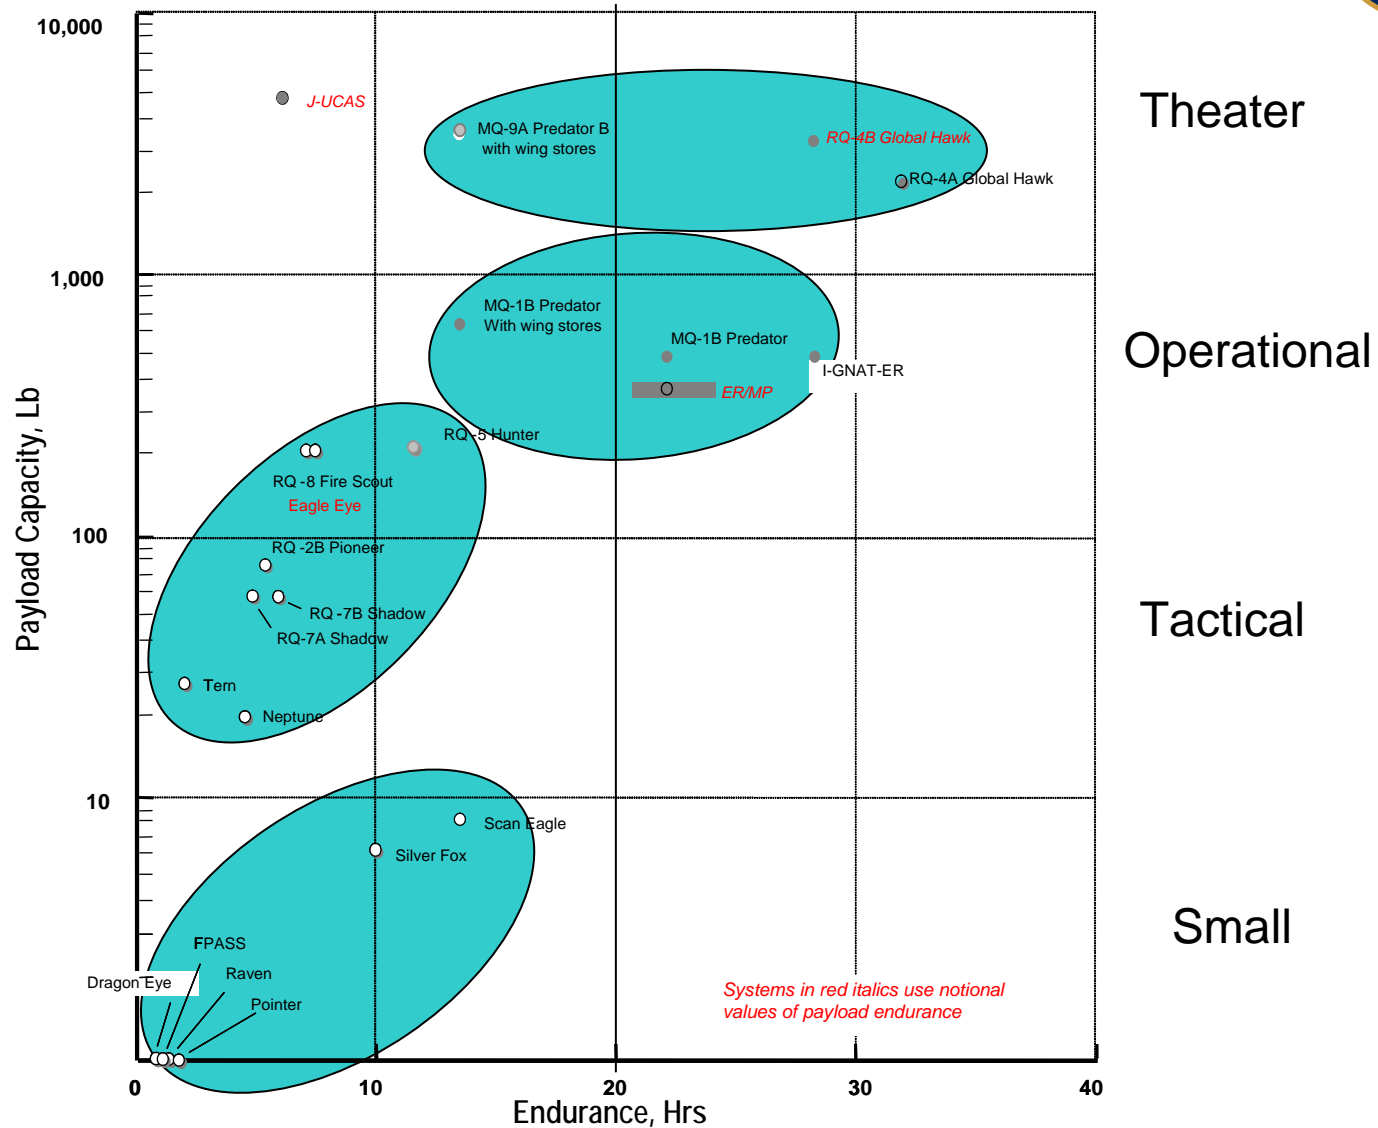 10,000
Theater
J-UCAS
MQ-9A Predator B
with wing stores
RQ-4B Global Hawk
RQ-4A Global Hawk
1,000
MQ-1B Predator
With wing stores
MQ-1B Predator
Operational
I-GNAT-ER
ER/MP
Payload Capacity, Lb
RQ -5 Hunter
RQ -8 Fire Scout
Eagle Eye
100
RQ -2B Pioneer
RQ -7B Shadow
RQ-7A Shadow
Tactical
Tern
Neptune
10
Scan Eagle
Silver Fox
Small
FPASS
Raven
Dragon Eye
Pointer
Systems in red italics use notional
values of payload endurance
0
10
20
30
40
Endurance, Hrs